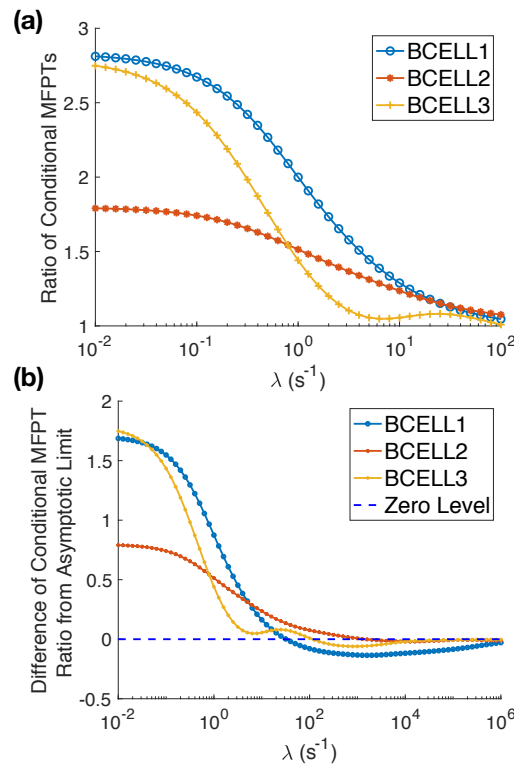 (a)
Ratio of Conditional MFPTs
3
2.5
2
1.5
1
10⁻² 10⁻¹ 10⁰ 10¹ 10²
λ (s⁻¹)
BCELL1
BCELL2
BCELL3
(b)
Difference of Conditional MFPT
Ratio from Asymptotic Limit
2
1.5
1
0.5
0
-0.5
10⁻² 10⁰ 10² 10⁴ 10⁶
λ (s⁻¹)
BCELL1
BCELL2
BCELL3
Zero Level